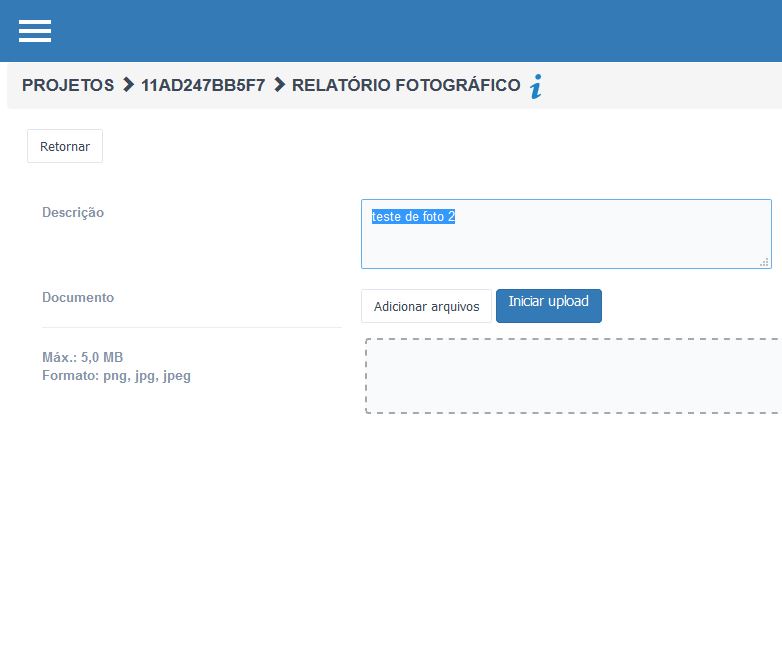 PROJETOS > 11AD247BB5F7 > RELATÓRIO FOTOGRÁFICO i
Retornar
Descrição
teste de foto 2
Documento
Adicionar arquivos
Iniciar upload
Máx.: 5,0 MB
Formato: png, jpg, jpeg